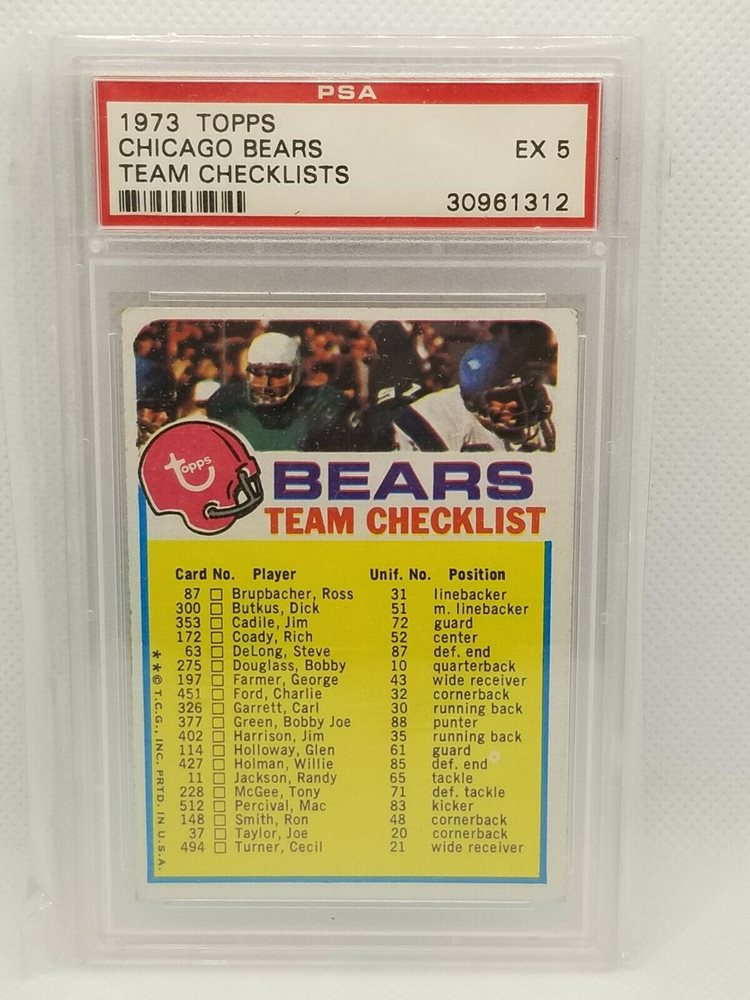 PSA
1973 TOPPS
CHICAGO BEARS EX 5
TEAM CHECKLISTS
30961312
topps
BEARS
TEAM CHECKLIST
Card No. Player Unif. No. Position
87 Brupbacher, Ross 31 linebacker
300 Butkus, Dick 51 m. linebacker
353 Cadile, Jim 72 guard
172 Coady, Rich 52 center
63 DeLong, Steve 87 def. end
275 Douglass, Bobby 10 quarterback
197 Farmer, George 43 wide receiver
451 Ford, Charlie 32 cornerback
326 Garrett, Carl 30 running back
377 Green, Bobby Joe 88 punter
402 Harrison, Jim 35 running back
114 Holloway, Glen 61 guard
427 Holman, Willie 85 def. end
11 Jackson, Randy 65 tackle
228 McGee, Tony 71 def. tackle
512 Percival, Mac 83 kicker
148 Smith, Ron 48 cornerback
37 Taylor, Joe 20 cornerback
494 Turner, Cecil 21 wide receiver
**© T.C.G., INC. PRTD. IN U.S.A.